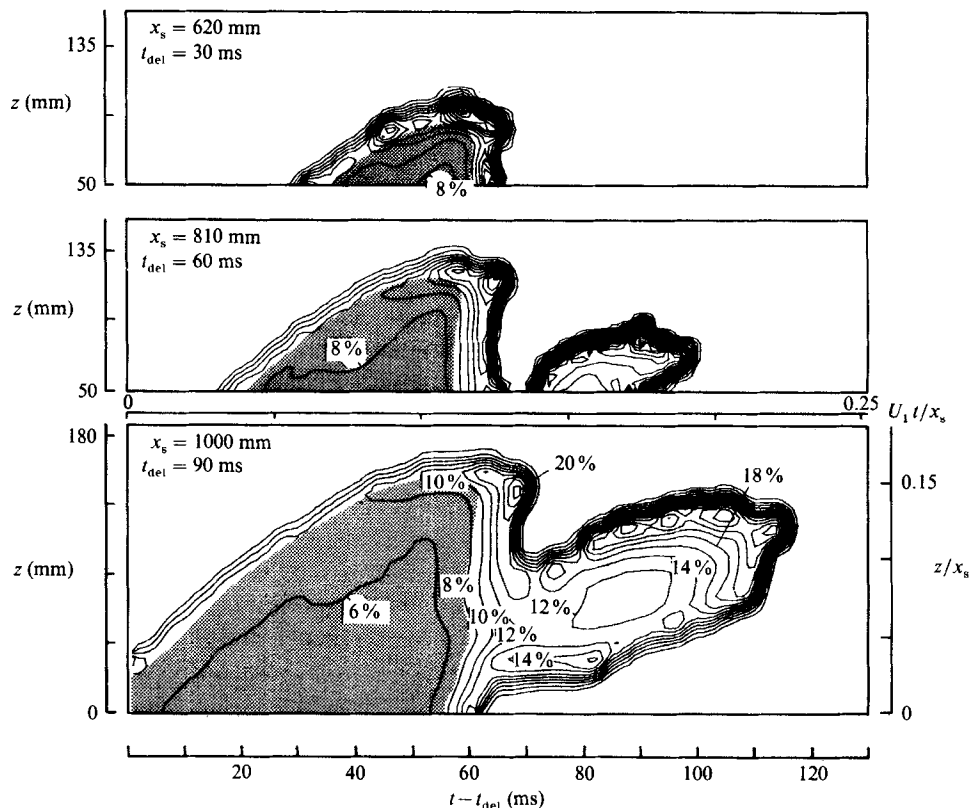 x_s = 620 mm
t_del = 30 ms
135
z (mm)
50
8%
x_s = 810 mm
t_del = 60 ms
135
z (mm)
50
8%
0
0.25
U_1 t/x_s
x_s = 1000 mm
t_del = 90 ms
180
z (mm)
0
10%
20%
18%
14%
8%
6%
10%
12%
12%
14%
0.15
z/x_s
0
20
40
60
80
100
120
t − t_del (ms)